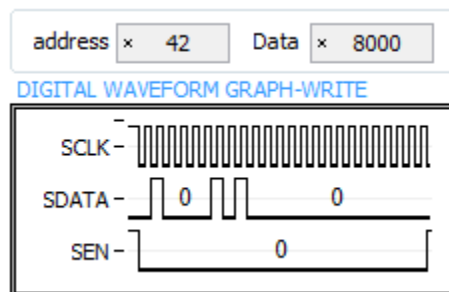 address × 42 Data × 8000
DIGITAL WAVEFORM GRAPH-WRITE
SCLK
SDATA 0 0
SEN 0